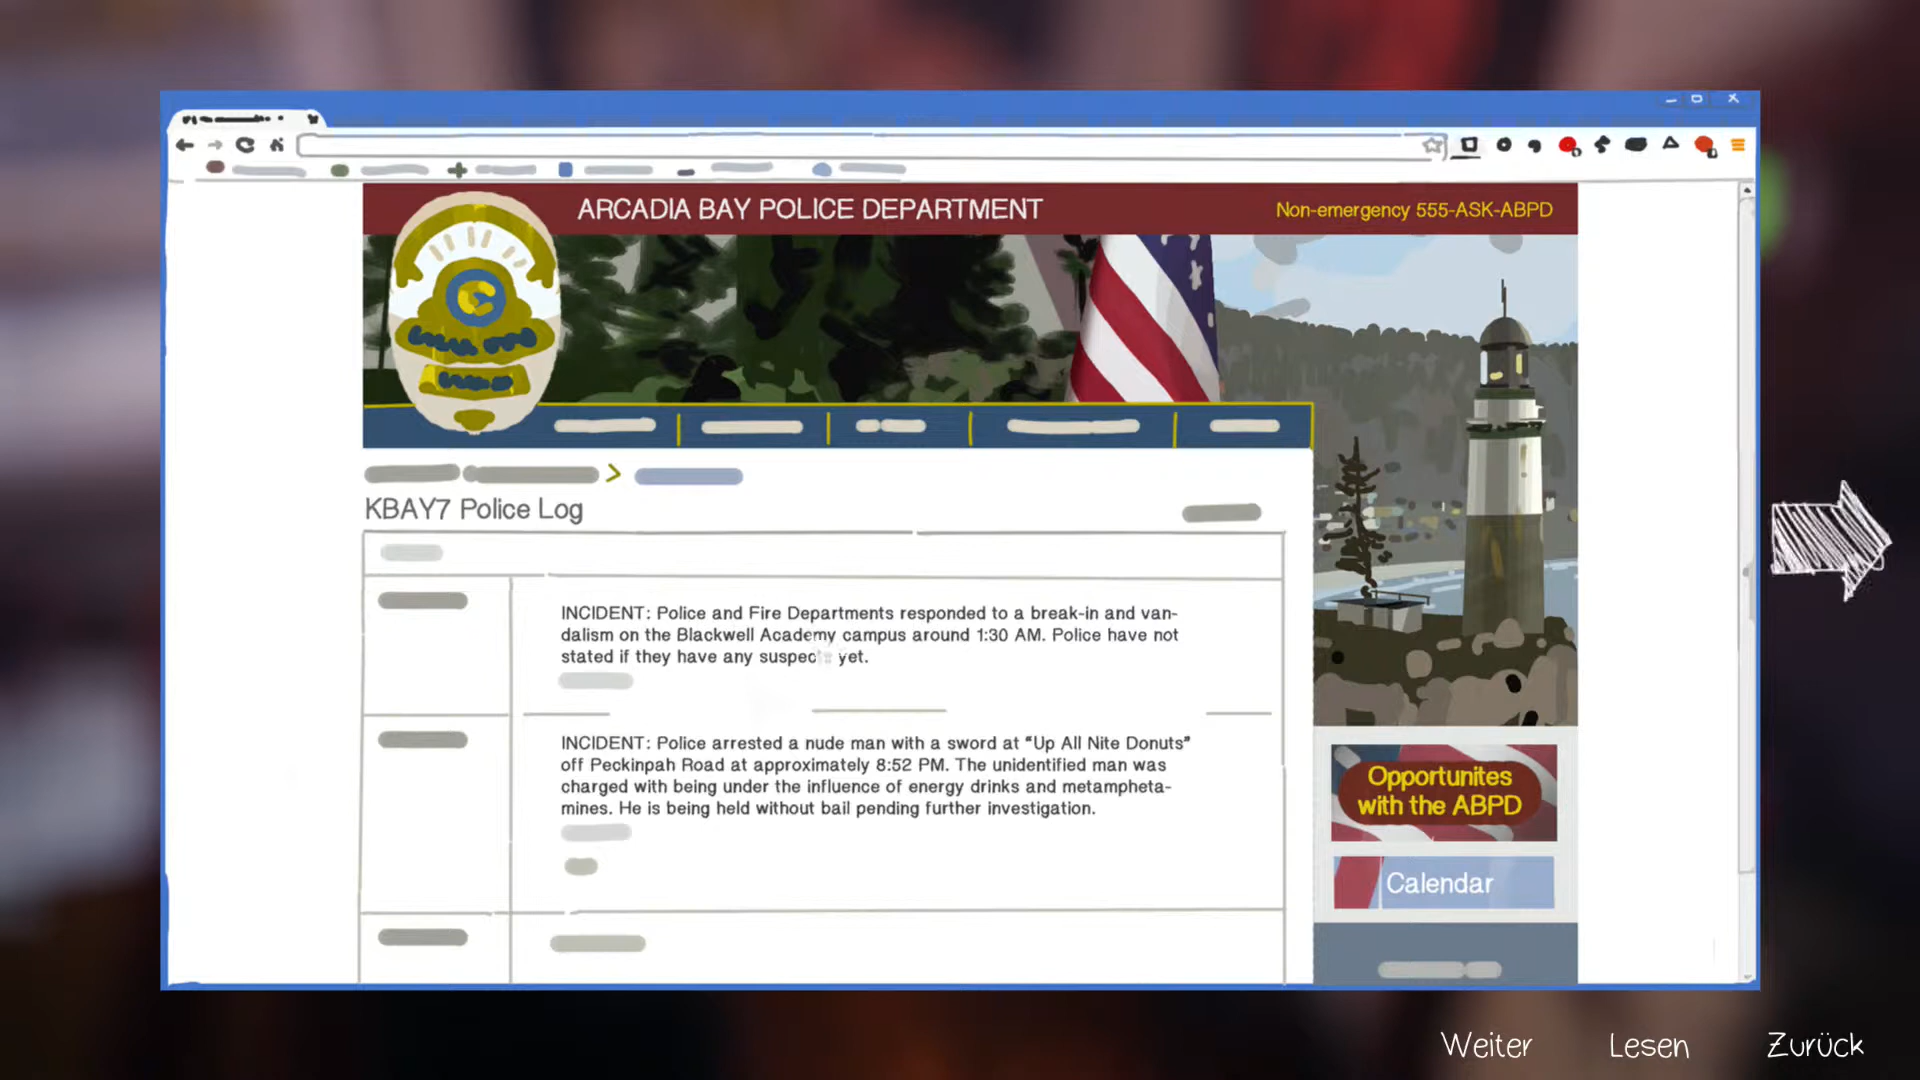 ARCADIA BAY POLICE DEPARTMENT
Non-emergency 555-ASK-ABPD
KBAY7 Police Log
INCIDENT: Police and Fire Departments responded to a break-in and van-
dalism on the Blackwell Academy campus around 1:30 AM. Police have not
stated if they have any suspects yet.
INCIDENT: Police arrested a nude man with a sword at “Up All Nite Donuts”
off Peckinpah Road at approximately 8:52 PM. The unidentified man was
charged with being under the influence of energy drinks and metampheta-
mines. He is being held without bail pending further investigation.
Opportunites
with the ABPD
Calendar
Weiter
Lesen
Zurück